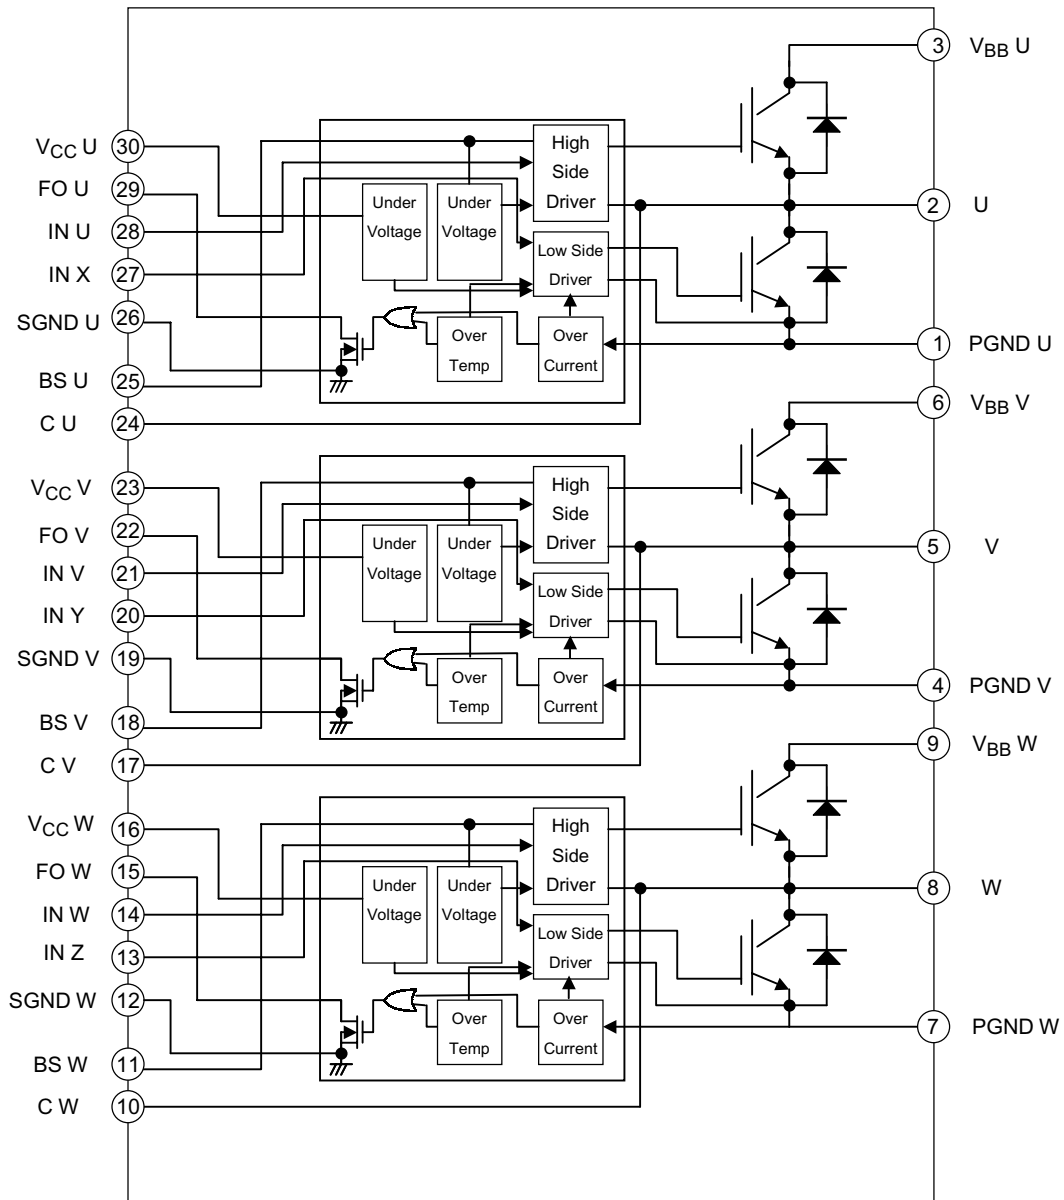 3 VBB U
VCC U 30
FO U 29
IN U 28
IN X 27
SGND U 26
BS U 25
C U 24
High
Side
Driver
Under
Voltage
Under
Voltage
Low Side
Driver
Over
Temp
Over
Current
2 U
1 PGND U
6 VBB V
VCC V 23
FO V 22
IN V 21
IN Y 20
SGND V 19
BS V 18
C V 17
High
Side
Driver
Under
Voltage
Under
Voltage
Low Side
Driver
Over
Temp
Over
Current
5 V
4 PGND V
9 VBB W
VCC W 16
FO W 15
IN W 14
IN Z 13
SGND W 12
BS W 11
C W 10
High
Side
Driver
Under
Voltage
Under
Voltage
Low Side
Driver
Over
Temp
Over
Current
8 W
7 PGND W